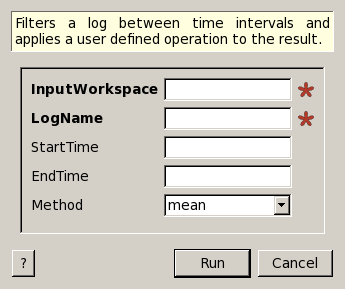 Filters a log between time intervals and
applies a user defined operation to the result.
InputWorkspace *
LogName *
StartTime
EndTime
Method mean
? Run Cancel